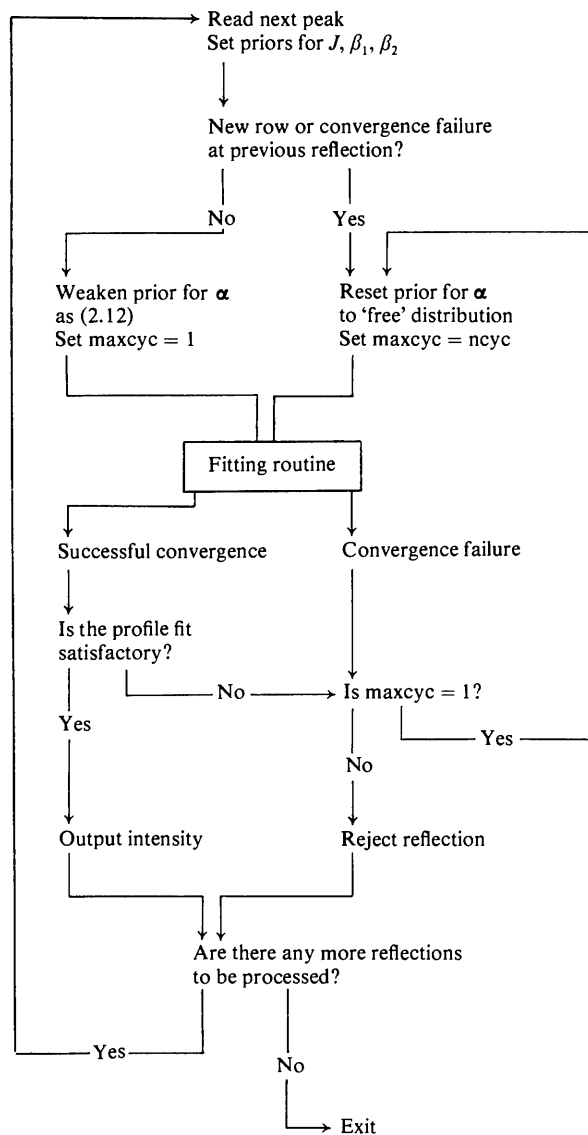 Read next peak
Set priors for J, β₁, β₂
New row or convergence failure
at previous reflection?
No
Yes
Weaken prior for α
as (2.12)
Set maxcyc = 1
Reset prior for α
to 'free' distribution
Set maxcyc = ncyc
Fitting routine
Successful convergence
Convergence failure
Is the profile fit
satisfactory?
No
Is maxcyc = 1?
Yes
Yes
No
Output intensity
Reject reflection
Are there any more reflections
to be processed?
Yes
No
Exit